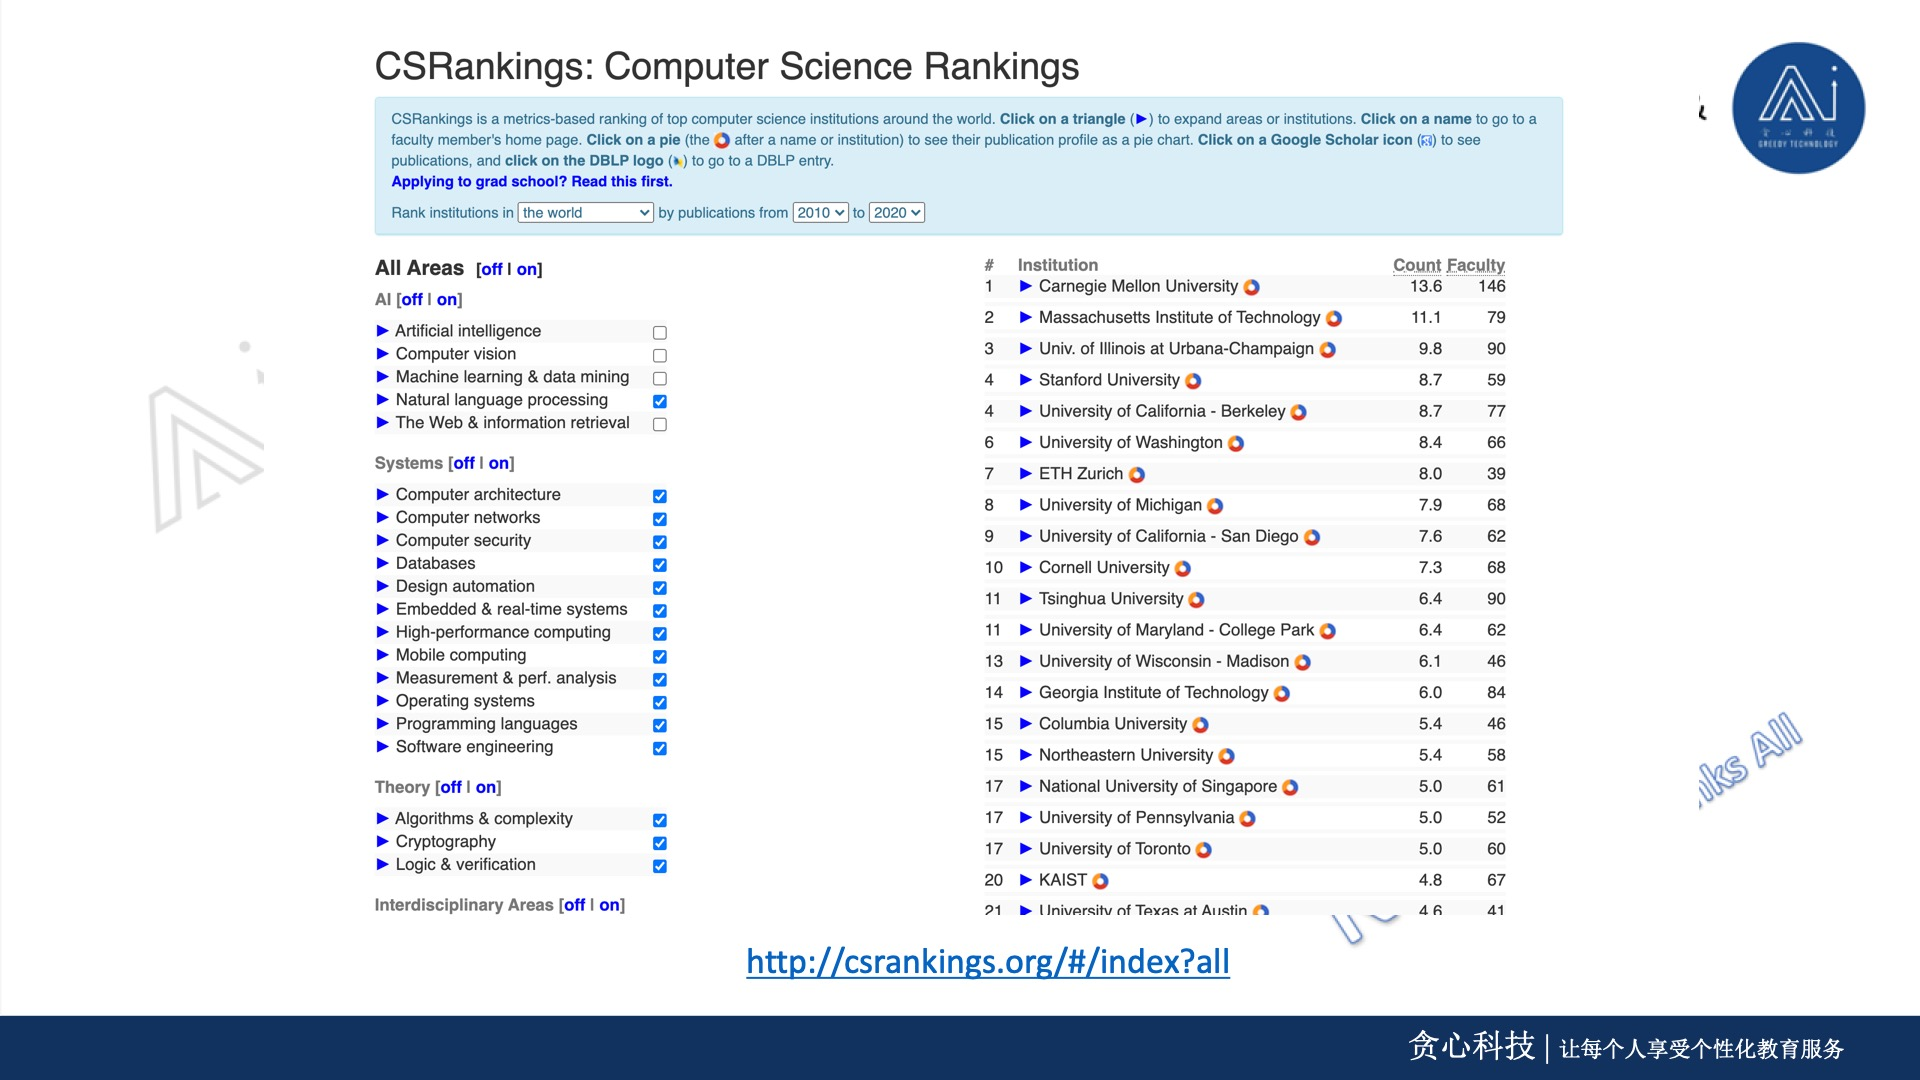 CSRankings: Computer Science Rankings
CSRankings is a metrics-based ranking of top computer science institutions around the world. Click on a triangle (▶) to expand areas or institutions. Click on a name to go to a
faculty member's home page. Click on a pie (the after a name or institution) to see their publication profile as a pie chart. Click on a Google Scholar icon () to see
publications, and click on the DBLP logo () to go to a DBLP entry.
Applying to grad school? Read this first.
Rank institutions in the world by publications from 2010 to 2020
All Areas [off | on]
AI [off | on]
▶ Artificial intelligence
▶ Computer vision
▶ Machine learning & data mining
▶ Natural language processing
▶ The Web & information retrieval
Systems [off | on]
▶ Computer architecture
▶ Computer networks
▶ Computer security
▶ Databases
▶ Design automation
▶ Embedded & real-time systems
▶ High-performance computing
▶ Mobile computing
▶ Measurement & perf. analysis
▶ Operating systems
▶ Programming languages
▶ Software engineering
Theory [off | on]
▶ Algorithms & complexity
▶ Cryptography
▶ Logic & verification
Interdisciplinary Areas [off | on]
# Institution Count Faculty
1 ▶ Carnegie Mellon University 13.6 146
2 ▶ Massachusetts Institute of Technology 11.1 79
3 ▶ Univ. of Illinois at Urbana-Champaign 9.8 90
4 ▶ Stanford University 8.7 59
4 ▶ University of California - Berkeley 8.7 77
6 ▶ University of Washington 8.4 66
7 ▶ ETH Zurich 8.0 39
8 ▶ University of Michigan 7.9 68
9 ▶ University of California - San Diego 7.6 62
10 ▶ Cornell University 7.3 68
11 ▶ Tsinghua University 6.4 90
11 ▶ University of Maryland - College Park 6.4 62
13 ▶ University of Wisconsin - Madison 6.1 46
14 ▶ Georgia Institute of Technology 6.0 84
15 ▶ Columbia University 5.4 46
15 ▶ Northeastern University 5.4 58
17 ▶ National University of Singapore 5.0 61
17 ▶ University of Pennsylvania 5.0 52
17 ▶ University of Toronto 5.0 60
20 ▶ KAIST 4.8 67
21 ▶ University of Texas at Austin 4.6 41
http://csrankings.org/#/index?all
贪心科技
GREEDY TECHNOLOGY
All
贪心科技 | 让每个人享受个性化教育服务